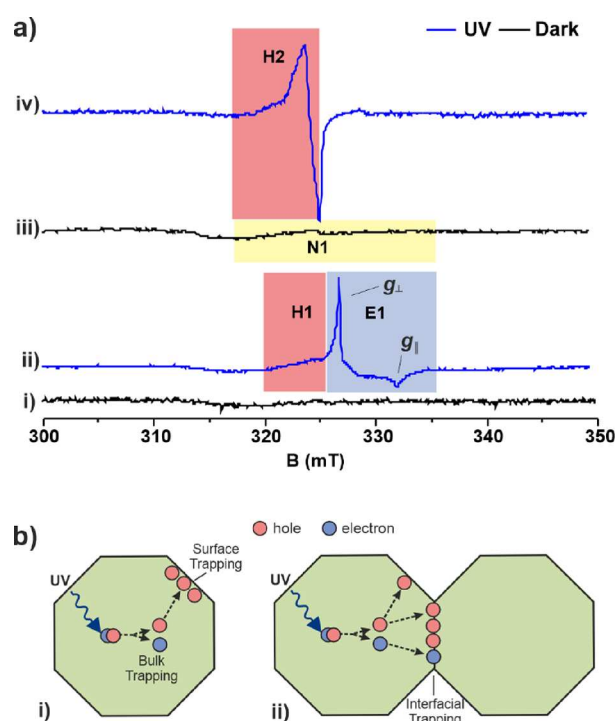 a)
UV Dark
H2
iv)
iii)
N1
H1
g⊥
E1
g∥
ii)
i)
300 310 320 330 340 350
B (mT)
b)
hole electron
Surface
Trapping
UV
Bulk
Trapping
i)
UV
Interfacial
Trapping
ii)